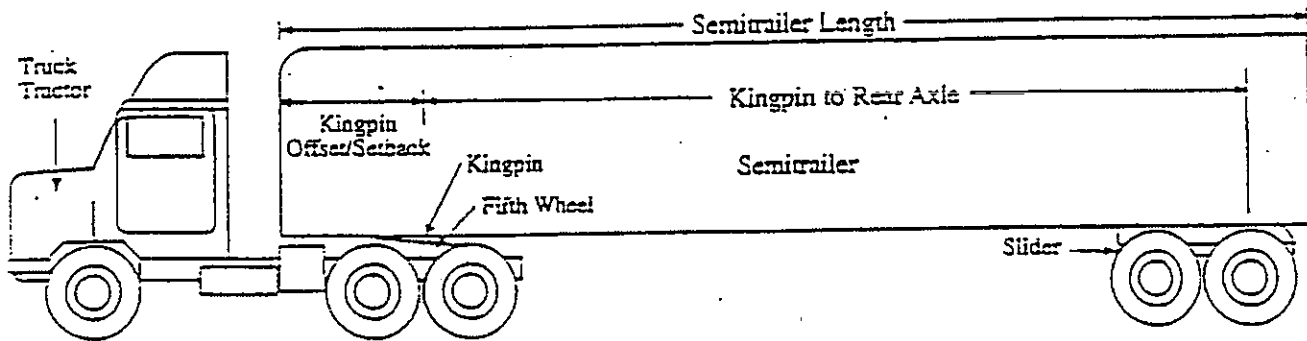 Semitrailer Length
Truck
Tractor
Kingpin to Rear Axle
Kingpin
Offset/Setback
Kingpin
Semitrailer
Fifth Wheel
Slider